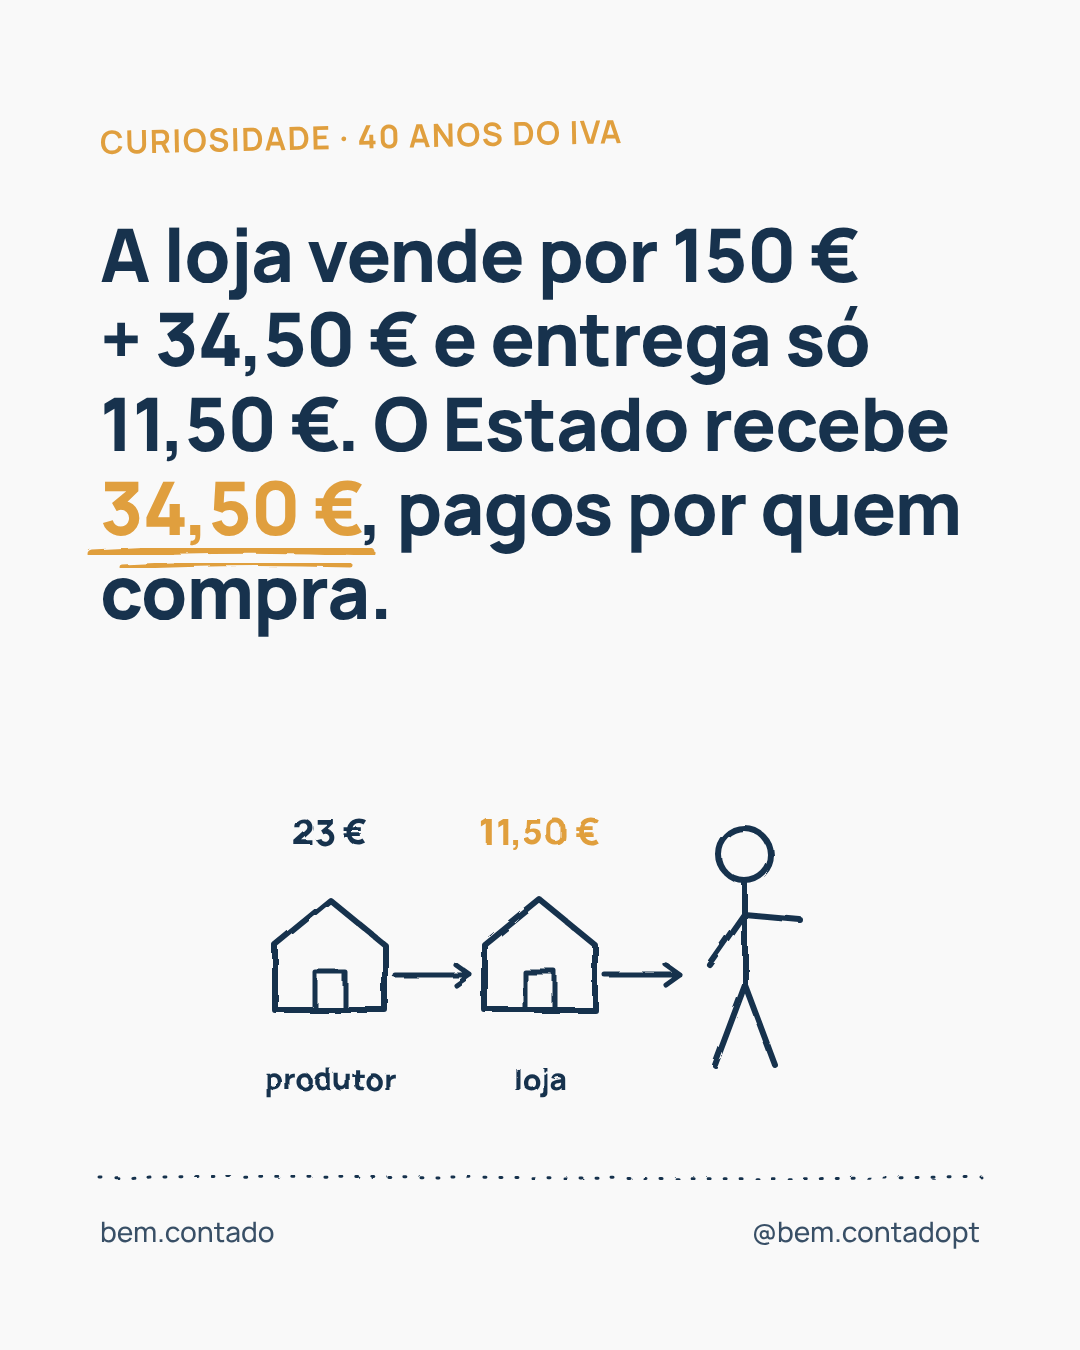 CURIOSIDADE · 40 ANOS DO IVA
A loja vende por 150 €
+ 34,50 € e entrega só
11,50 €. O Estado recebe
34,50 €, pagos por quem
compra.
23 €
11,50 €
produtor
loja
bem.contado
@bem.contadopt